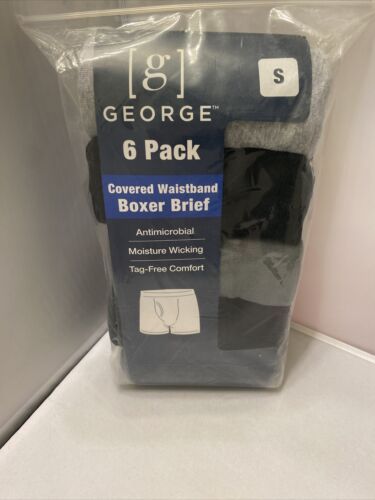 [g]
S
GEORGE™
6 Pack
Covered Waistband
Boxer Brief
Antimicrobial
Moisture Wicking
Tag-Free Comfort